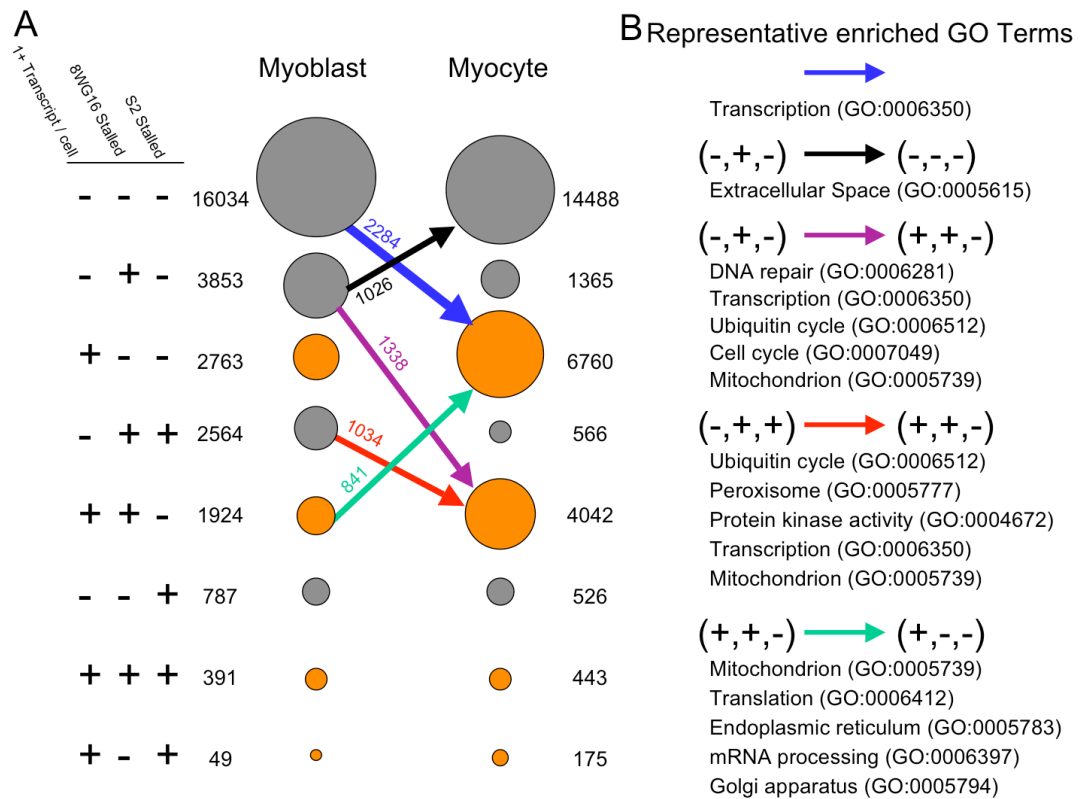 A
1+ Transcript / cell
8WG16 Stalled
S2 Stalled
Myoblast Myocyte
- - - 16034 14488
2284
- + - 3853 1365
1026
+ - - 2763 6760
1338
- + + 2564 566
1034
841
+ + - 1924 4042
- - + 787 526
+ + + 391 443
+ - + 49 175
B Representative enriched GO Terms
Transcription (GO:0006350)
(-,+,-) (-,-,-)
Extracellular Space (GO:0005615)
(-,+,-) (+,+,-)
DNA repair (GO:0006281)
Transcription (GO:0006350)
Ubiquitin cycle (GO:0006512)
Cell cycle (GO:0007049)
Mitochondrion (GO:0005739)
(-,+,+) (+,+,-)
Ubiquitin cycle (GO:0006512)
Peroxisome (GO:0005777)
Protein kinase activity (GO:0004672)
Transcription (GO:0006350)
Mitochondrion (GO:0005739)
(+,+,-) (+,-,-)
Mitochondrion (GO:0005739)
Translation (GO:0006412)
Endoplasmic reticulum (GO:0005783)
mRNA processing (GO:0006397)
Golgi apparatus (GO:0005794)